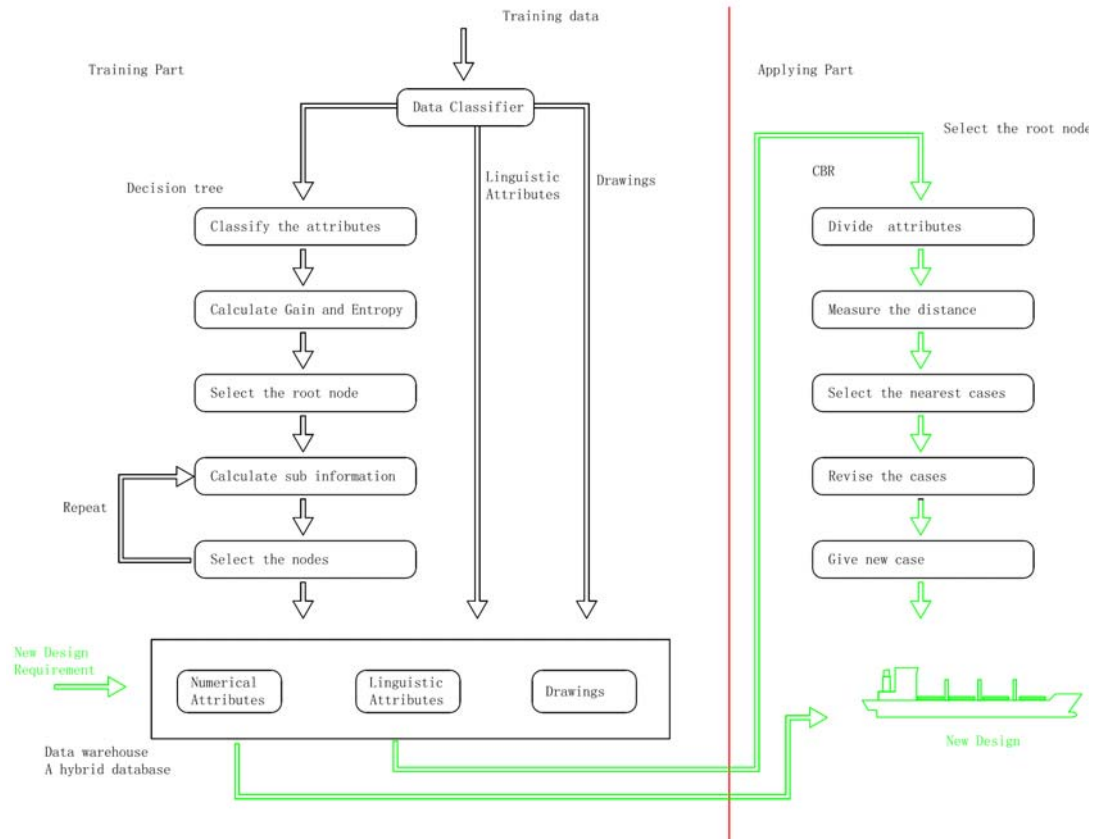 Training data
Training Part
Applying Part
Data Classifier
Select the root node
Linguistic
Attributes
Drawings
Decision tree
CBR
Classify the attributes
Divide attributes
Calculate Gain and Entropy
Measure the distance
Select the root node
Select the nearest cases
Calculate sub information
Revise the cases
Repeat
Select the nodes
Give new case
New Design
Requirement
Numerical
Attributes
Linguistic
Attributes
Drawings
New Design
Data warehouse
A hybrid database